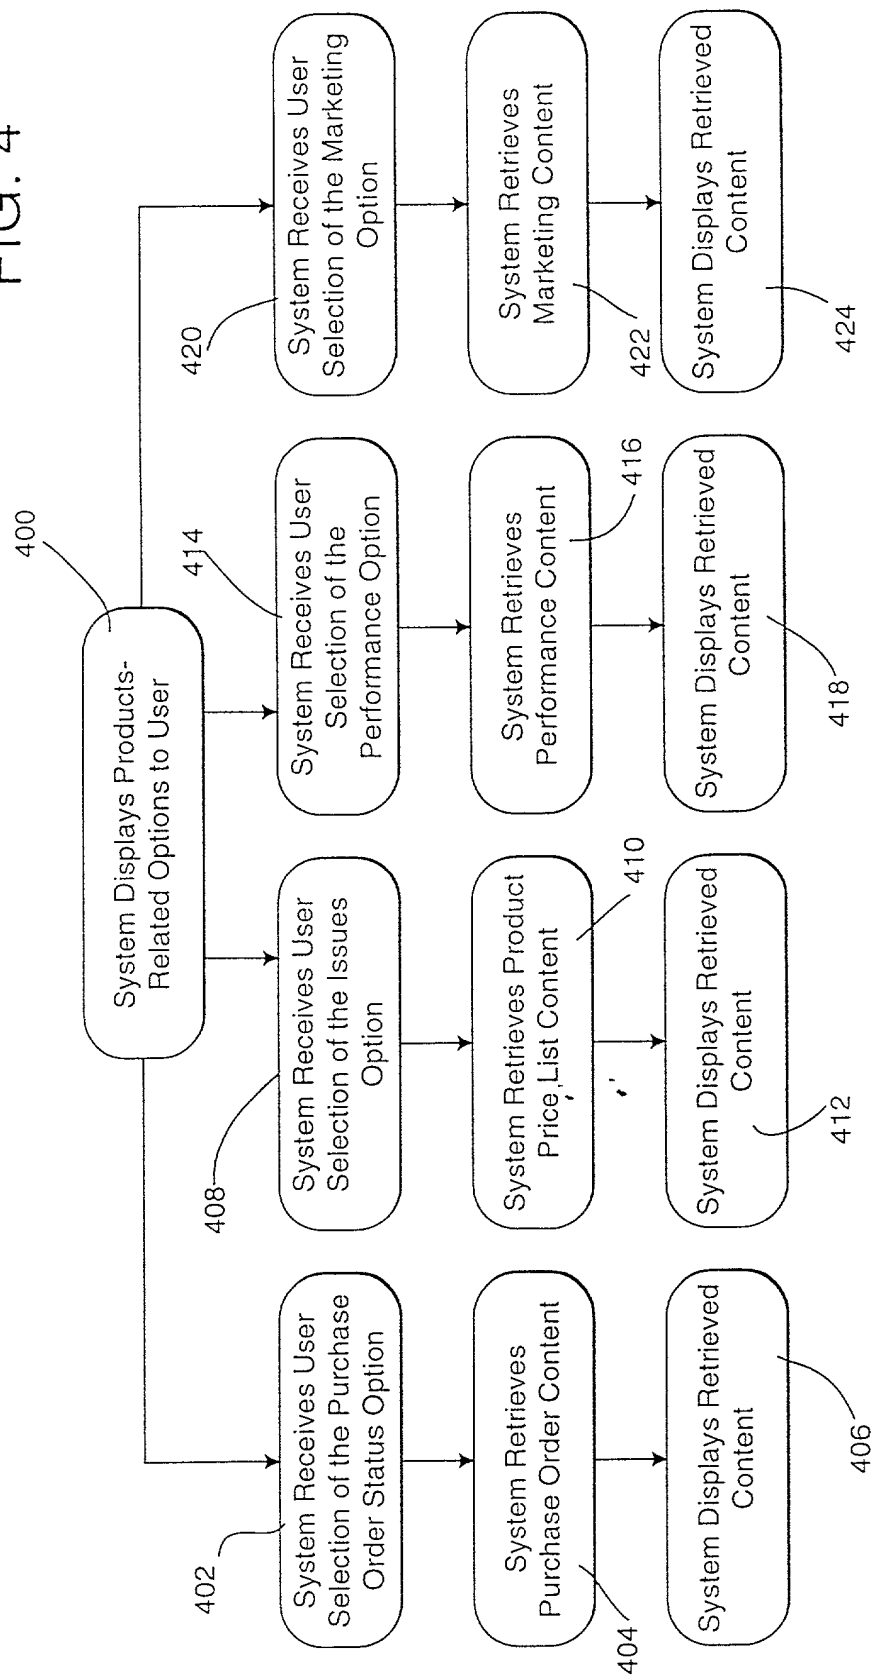 FIG. 4
400
System Displays Products-
Related Options to User
402
System Receives User
Selection of the Purchase
Order Status Option
404
System Retrieves
Purchase Order Content
System Displays Retrieved
Content
406
408
System Receives User
Selection of the Issues
Option
System Retrieves Product
Price, List Content
410
System Displays Retrieved
Content
412
414
System Receives User
Selection of the
Performance Option
System Retrieves
Performance Content
416
System Displays Retrieved
Content
418
420
System Receives User
Selection of the Marketing
Option
System Retrieves
Marketing Content
422
System Displays Retrieved
Content
424